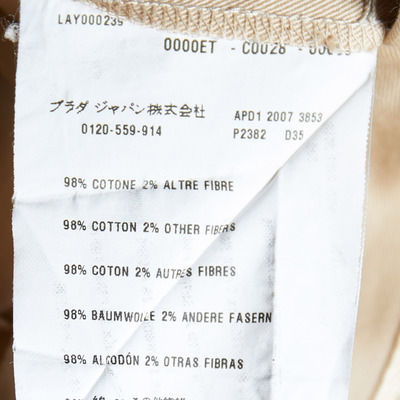 LAY000239
0000ET - C0028 -
プラダ ジャパン株式会社 APD1 2007 3853
0120-559-914 P2382 D35
98% COTONE 2% ALTRE FIBRE
98% COTTON 2% OTHER FIBERS
98% COTON 2% AUTRES FIBRES
98% BAUMWOLLE 2% ANDERE FASERN
98% ALGODÓN 2% OTRAS FIBRAS